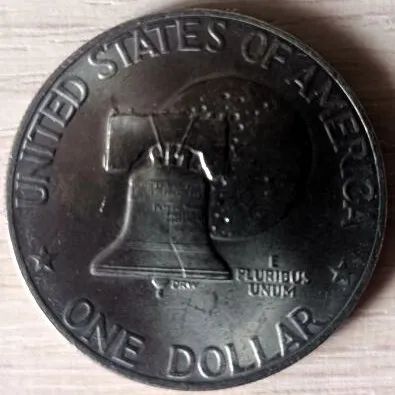 UNITED STATES OF AMERICA
E
PLURIBUS
UNUM
ONE DOLLAR